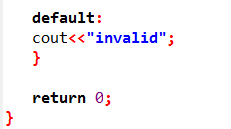 default:
cout<<"invalid";
}
return 0;
}